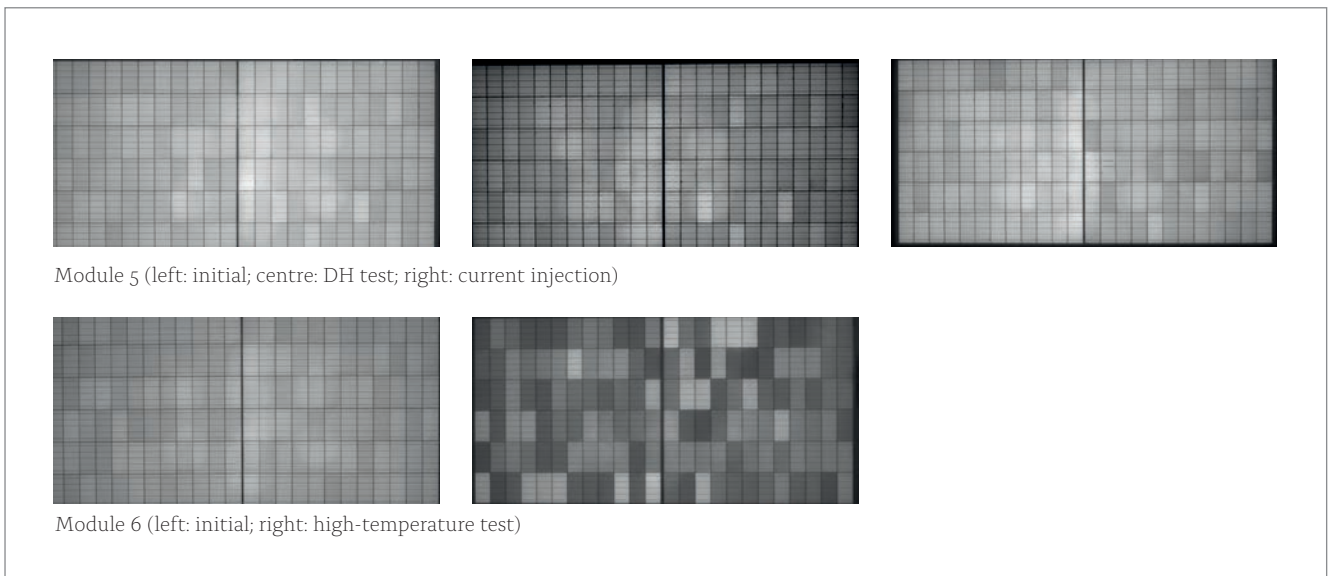 Module 5 (left: initial; centre: DH test; right: current injection)
Module 6 (left: initial; right: high-temperature test)